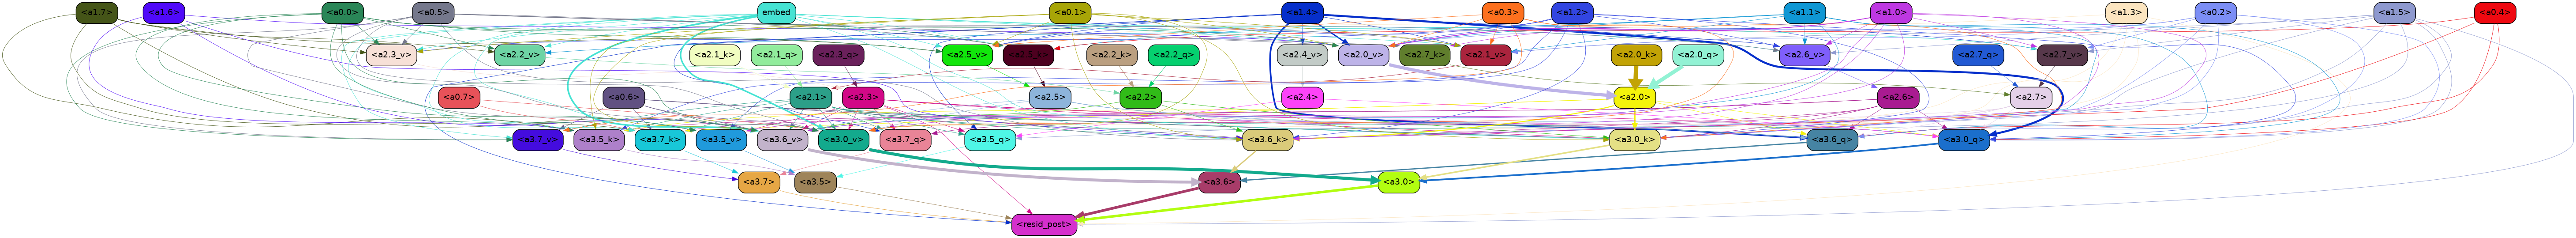 <a1.7> <a1.6> <a0.0> <a0.5> embed <a0.1> <a1.4> <a0.3> <a1.2> <a1.1> <a1.0> <a1.3> <a0.2> <a1.5> <a0.4>
<a2.3_v> <a2.2_v> <a2.1_k> <a2.1_q> <a2.3_q> <a2.5_v> <a2.2_k> <a2.2_q> <a2.4_v> <a2.0_v> <a2.7_k> <a2.1_v> <a2.0_k> <a2.0_q> <a2.6_v> <a2.7_q> <a2.7_v>
<a0.7> <a0.6> <a2.1> <a2.3> <a2.5> <a2.2> <a2.4> <a2.0> <a2.6> <a2.7>
<a3.7_v> <a3.5_k> <a3.7_k> <a3.5_v> <a3.6_v> <a3.0_v> <a3.7_q> <a3.5_q> <a3.6_k> <a3.0_k> <a3.6_q> <a3.0_q>
<a3.7> <a3.5> <a3.6> <a3.0>
<resid_post>